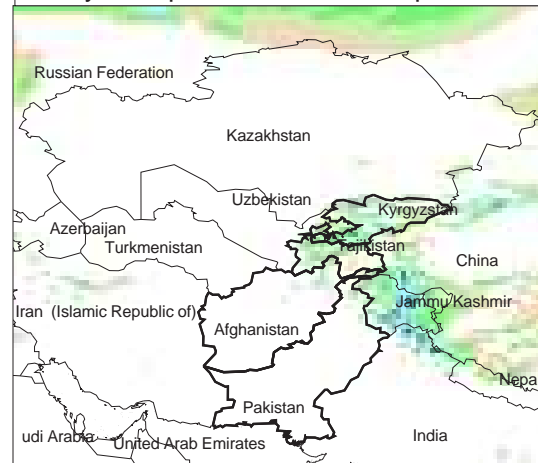 Russian Federation
Kazakhstan
Uzbekistan
Kyrgyzstan
Azerbaijan
Turkmenistan
Tajikistan
China
Iran (Islamic Republic of)
Jammu Kashmir
Afghanistan
Nepa
Pakistan
udi Arabia
United Arab Emirates
India